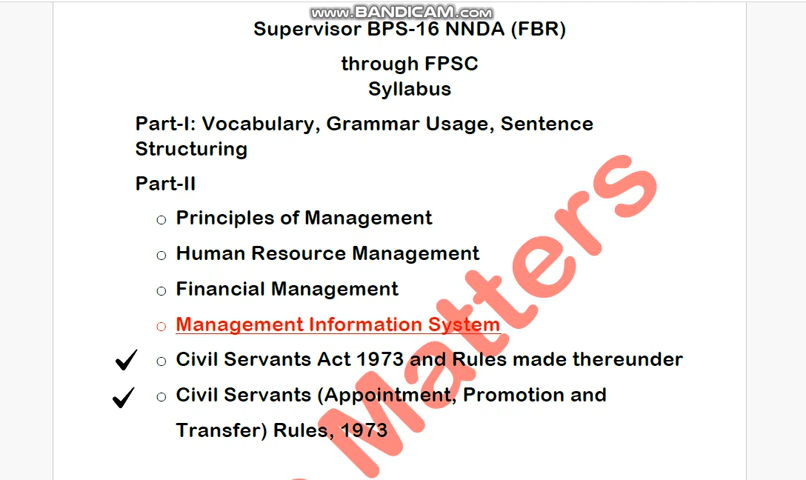 www.BANDICAM.com
Supervisor BPS-16 NNDA (FBR)
through FPSC
Syllabus
Part-I: Vocabulary, Grammar Usage, Sentence
Structuring
Part-II
Principles of Management
Human Resource Management
Financial Management
Management Information System
Civil Servants Act 1973 and Rules made thereunder
Civil Servants (Appointment, Promotion and
Transfer) Rules, 1973
Matters